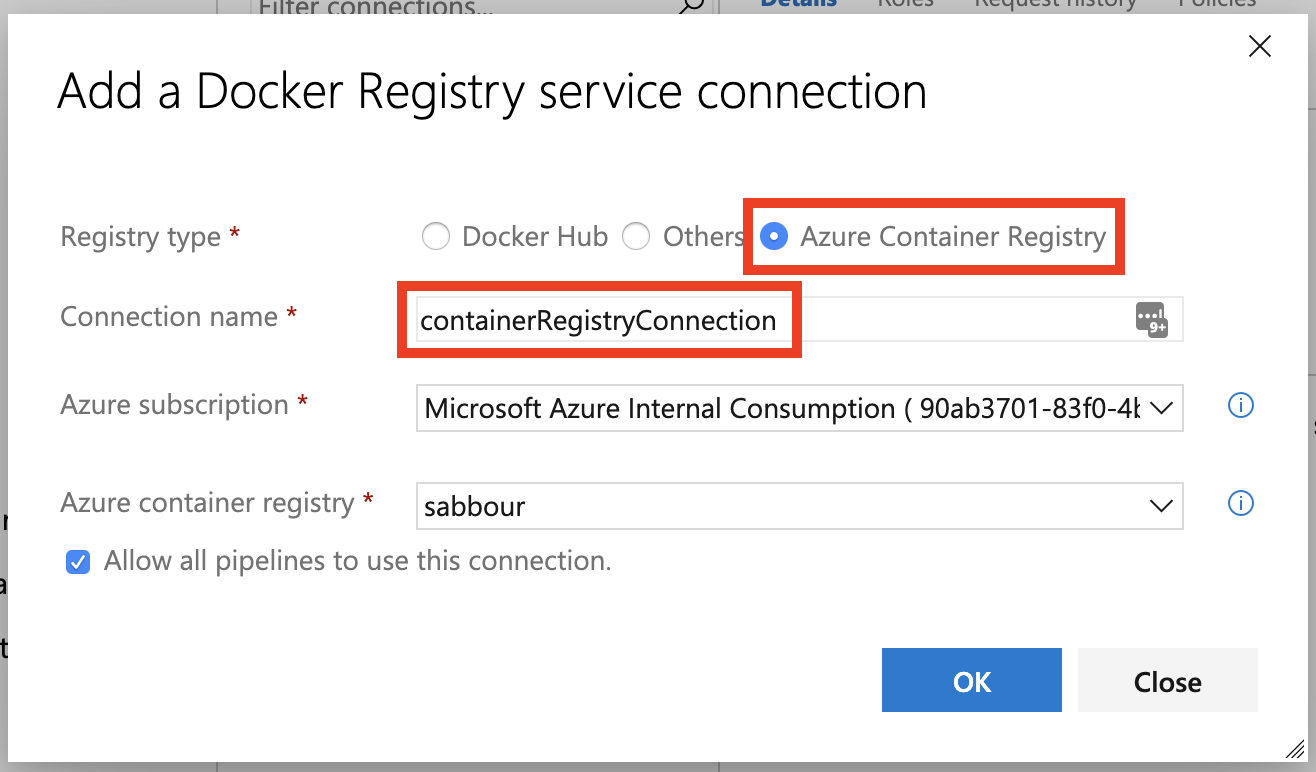 Filter connections...
Details Roles Request history Policies
Add a Docker Registry service connection
Registry type * Docker Hub Others Azure Container Registry
Connection name * containerRegistryConnection
9+
Azure subscription * Microsoft Azure Internal Consumption ( 90ab3701-83f0-4
Azure container registry * sabbour
Allow all pipelines to use this connection.
OK Close